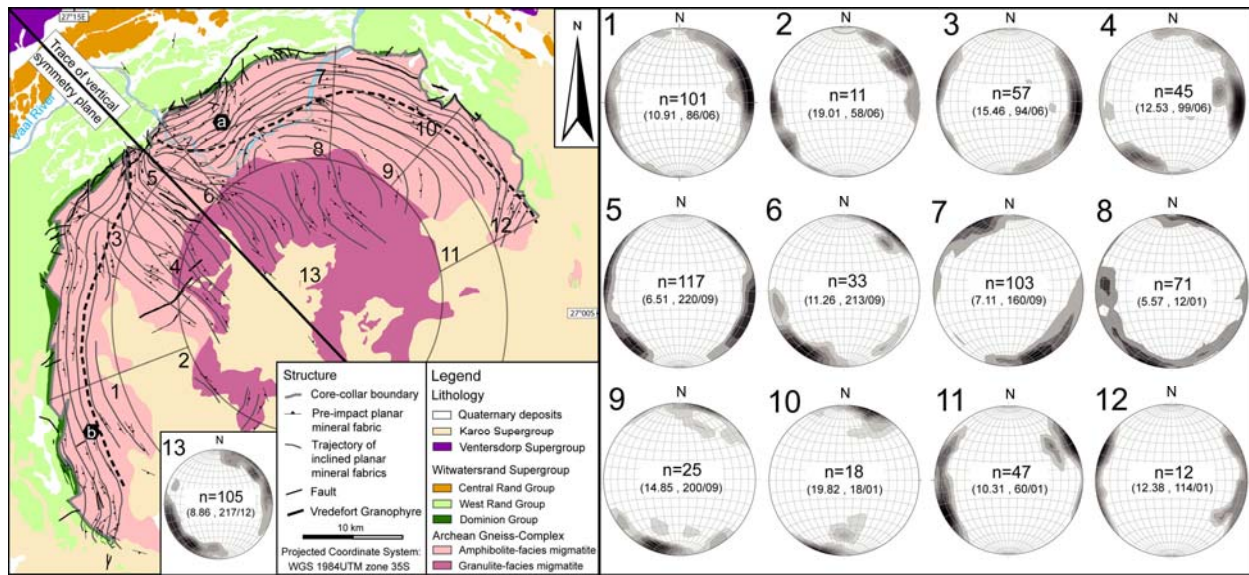 27°15E
Trace of vertical
symmetry plane
Vaal River
N
a
7
10
5
8
6
9
3
12
11
4
13
27°00S
2
1
b
13
N
n=105
(8.86 , 217/12)
Structure
Core-collar boundary
Pre-impact planar
mineral fabric
Trajectory of
inclined planar
mineral fabrics
Fault
Vredefort Granophyre
10 km
Projected Coordinate System:
WGS 1984UTM zone 35S
Legend
Lithology
Quaternary deposits
Karoo Supergroup
Ventersdorp Supergroup
Witwatersrand Supergroup
Central Rand Group
West Rand Group
Dominion Group
Archean Gneiss-Complex
Amphibolite-facies migmatite
Granulite-facies migmatite
1
N
n=101
(10.91 , 86/06)
2
N
n=11
(19.01 , 58/06)
3
N
n=57
(15.46 , 94/06)
4
N
n=45
(12.53 , 99/06)
5
N
n=117
(6.51 , 220/09)
6
N
n=33
(11.26 , 213/09)
7
N
n=103
(7.11 , 160/09)
8
N
n=71
(5.57 , 12/01)
9
N
n=25
(14.85 , 200/09)
10
N
n=18
(19.82 , 18/01)
11
N
n=47
(10.31 , 60/01)
12
N
n=12
(12.38 , 114/01)